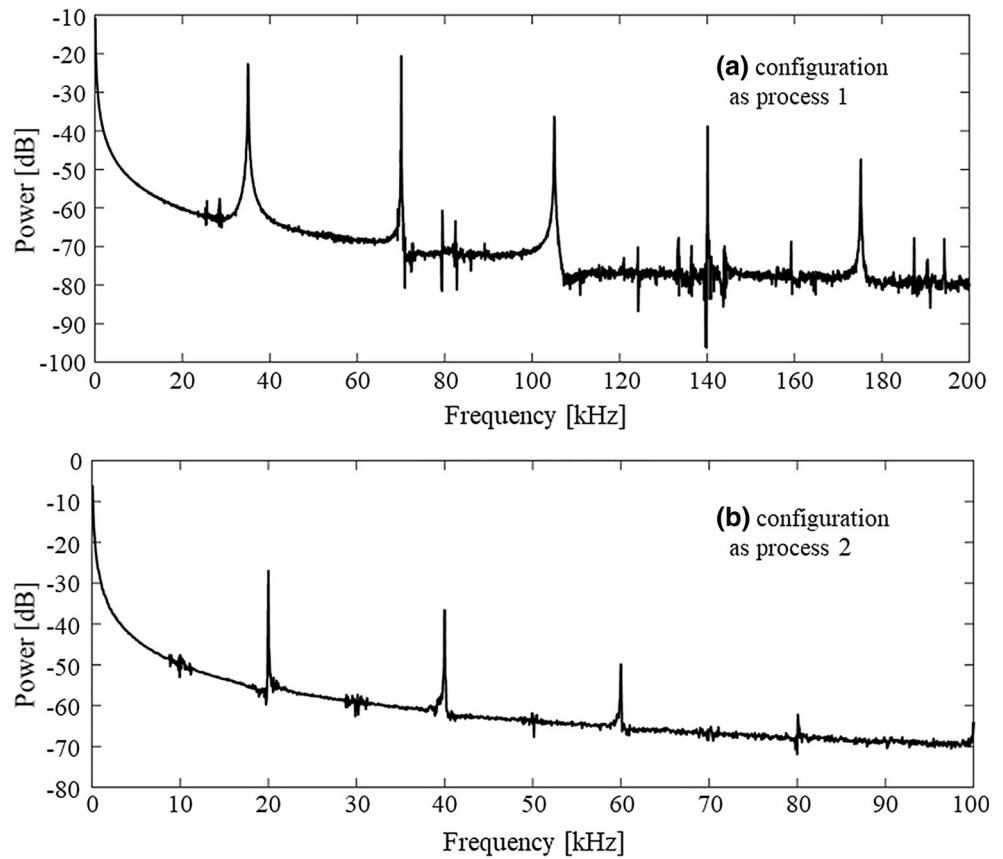 -10
-20
-30
-40
-50
-60
-70
-80
-90
-100
Power [dB]
(a) configuration
as process 1
0 20 40 60 80 100 120 140 160 180 200
Frequency [kHz]
0
-10
-20
-30
-40
-50
-60
-70
-80
Power [dB]
(b) configuration
as process 2
0 10 20 30 40 50 60 70 80 90 100
Frequency [kHz]